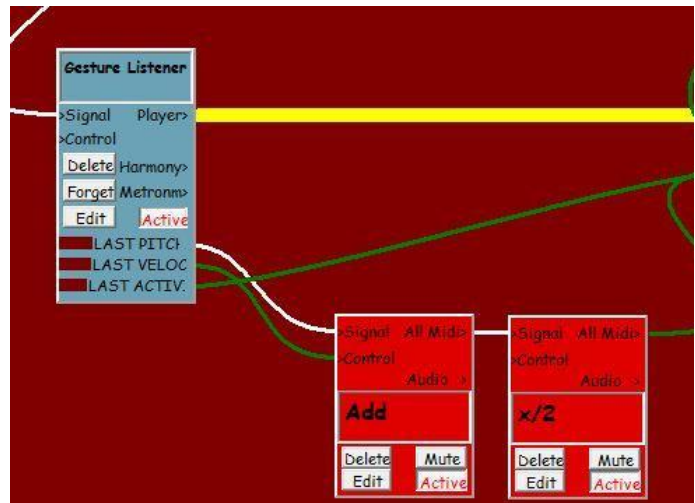 Gesture Listener
>Signal Player>
>Control
Delete Harmony>
Forget Metronm>
Edit Active
LAST PITCH
LAST VELOC
LAST ACTIV.
>Signal All Midi>
>Control
Audio >
Add
Delete Mute
Edit Active
>Signal All Midi>
>Control
Audio >
x/2
Delete Mute
Edit Active